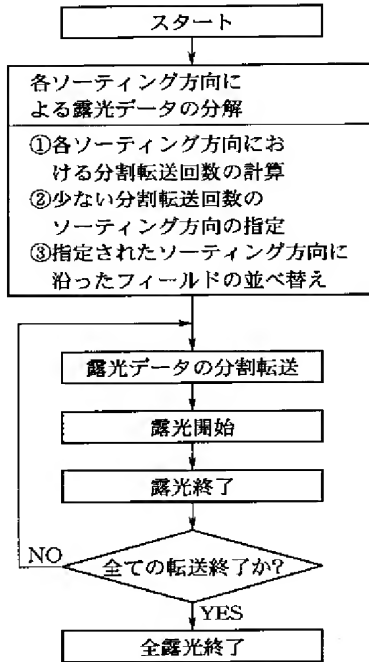 スタート
各ソーティング方向に
よる露光データの分解
①各ソーティング方向にお
ける分割転送回数の計算
②少ない分割転送回数の
ソーティング方向の指定
③指定されたソーティング方向に
沿ったフィールドの並べ替え
露光データの分割転送
露光開始
露光終了
NO
全ての転送終了か?
YES
全露光終了